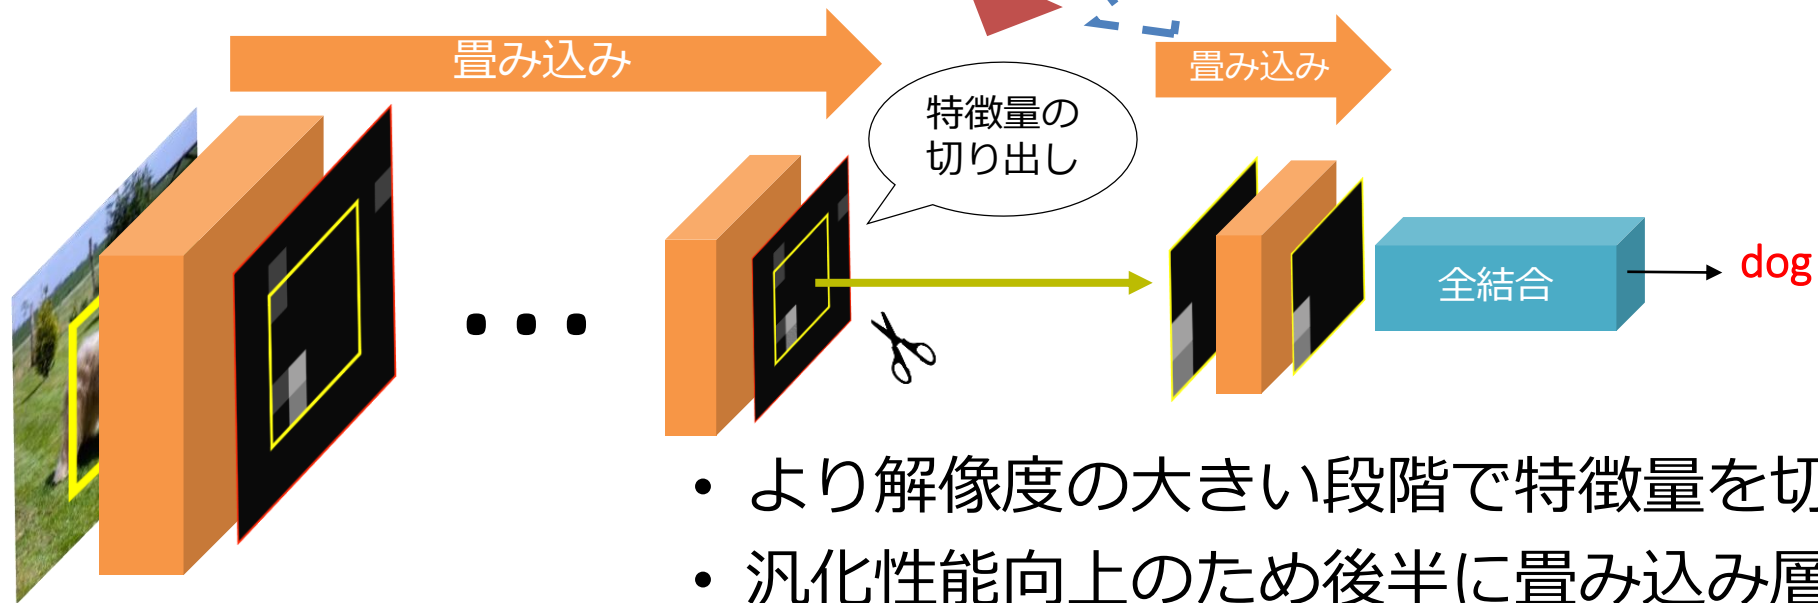 畳み込み
畳み込み
特徴量の
切り出し
全結合
dog
• より解像度の大きい段階で特徴量を切
• 汎化性能向上のため後半に畳み込み層